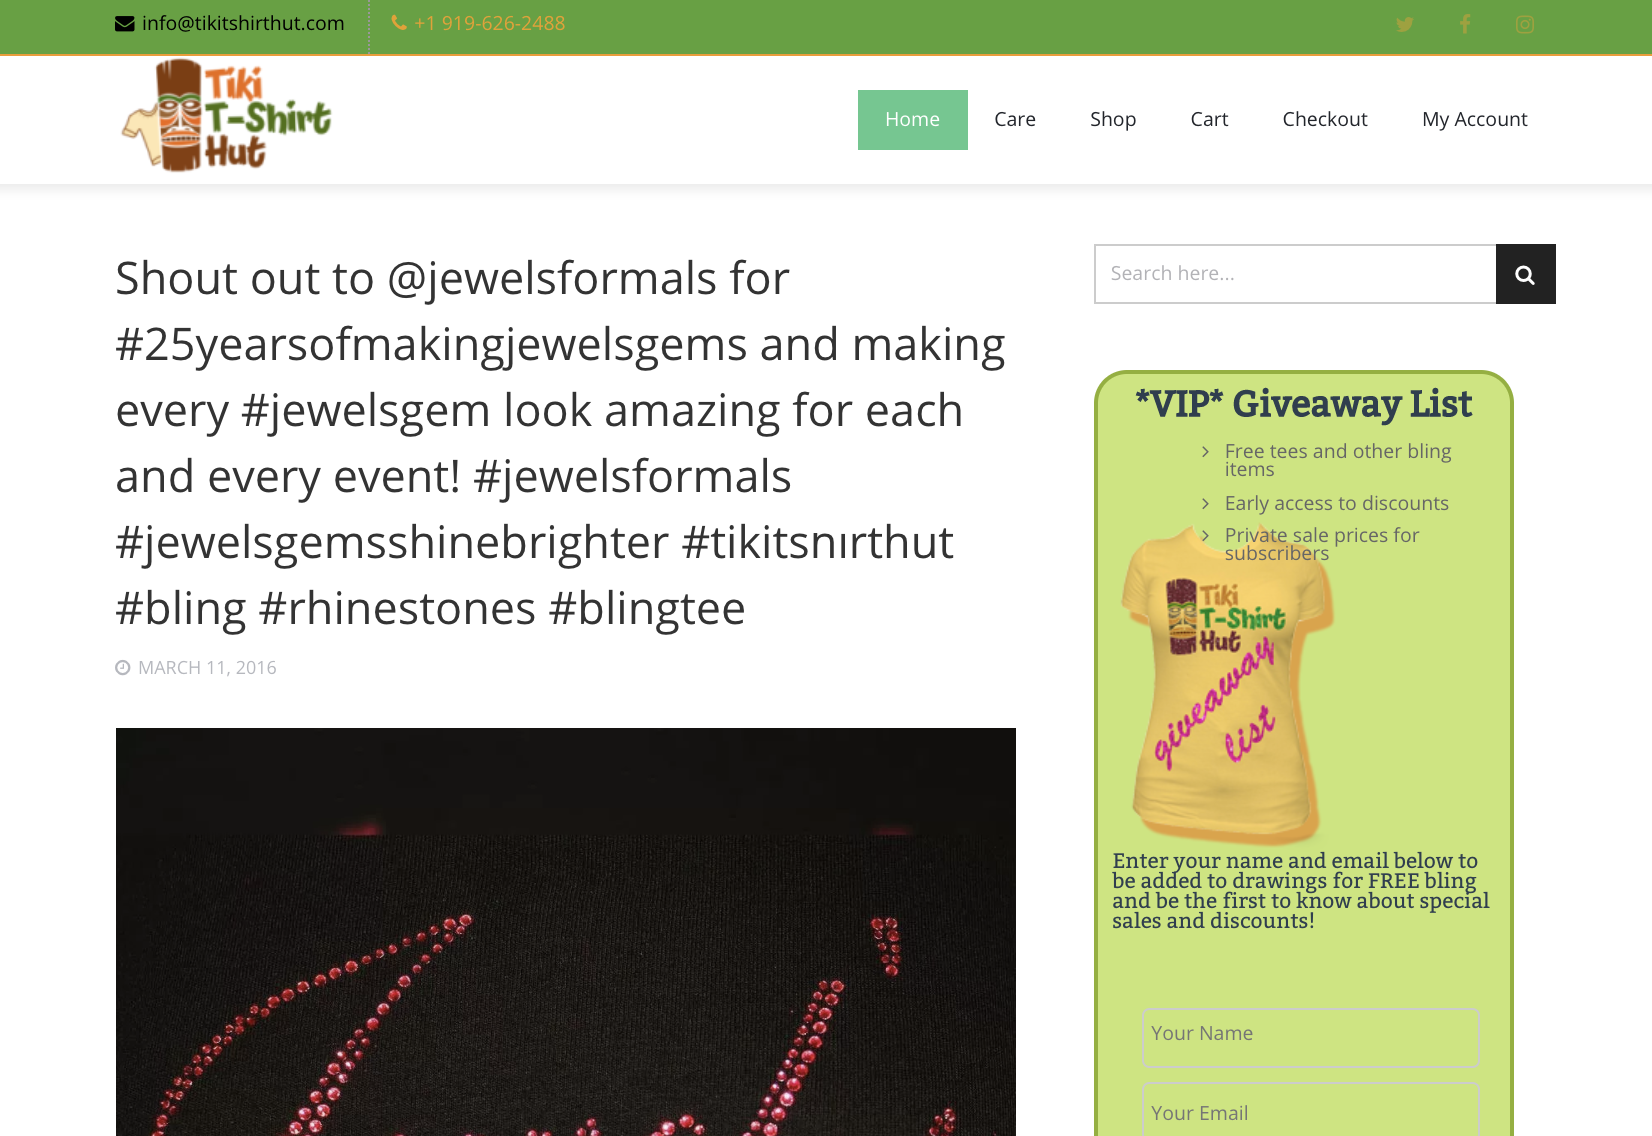 info@tikitshirthut.com
+1 919-626-2488
Tiki
T-Shirt
Hut
Home
Care
Shop
Cart
Checkout
My Account
Shout out to @jewelsformals for
#25yearsofmakingjewelsgems and making
every #jewelsgem look amazing for each
and every event! #jewelsformals
#jewelsgemsshinebrighter #tikitsnırthut
#bling #rhinestones #blingtee
MARCH 11, 2016
Search here...
*VIP* Giveaway List
Free tees and other bling
items
Early access to discounts
Private sale prices for
subscribers
Tiki
T-Shirt
Hut
giveaway
list
Enter your name and email below to
be added to drawings for FREE bling
and be the first to know about special
sales and discounts!
Your Name
Your Email